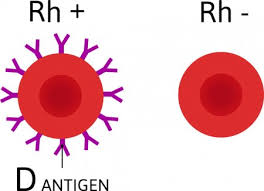 Rh + Rh -
D ANTIGEN